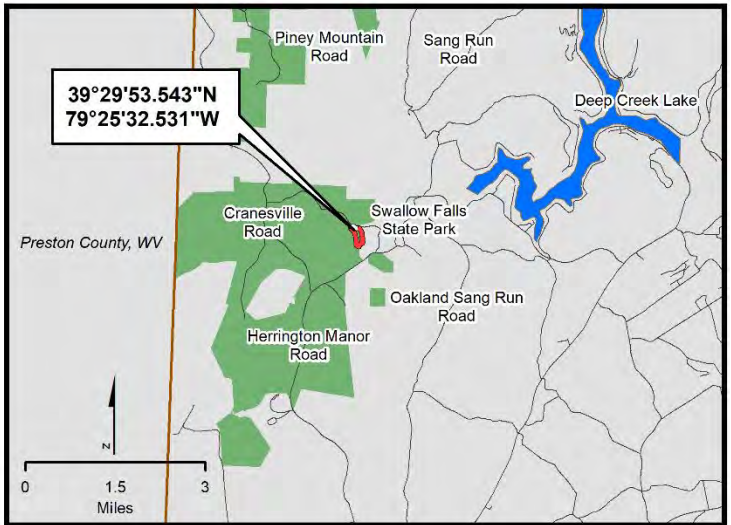 Piney Mountain
Road
Sang Run
Road
39°29'53.543"N
79°25'32.531"W
Deep Creek Lake
Cranesville
Road
Swallow Falls
State Park
Preston County, WV
Oakland Sang Run
Road
Herrington Manor
Road
N
0
1.5
3
Miles